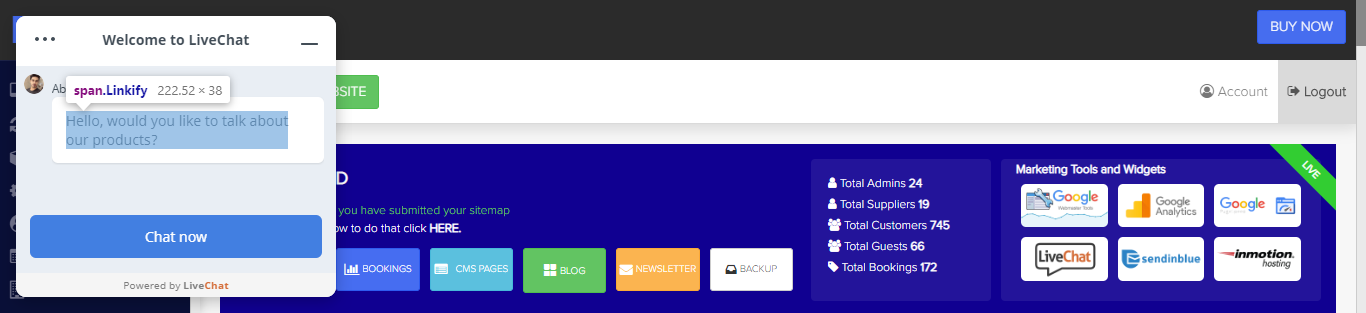 BUY NOW
Welcome to LiveChat
Ab
span.Linkify 222.52 × 38
Hello, would you like to talk about
our products?
Chat now
Powered by LiveChat
SITE
Account
Logout
D
you have submitted your sitemap
ow to do that click HERE.
BOOKINGS
CMS PAGES
BLOG
NEWSLETTER
BACKUP
Total Admins 24
Total Suppliers 19
Total Customers 745
Total Guests 66
Total Bookings 172
Marketing Tools and Widgets
LIVE
Google
Webmaster Tools
Google
Analytics
Google
LiveChat
sendinblue
inmotion
hosting